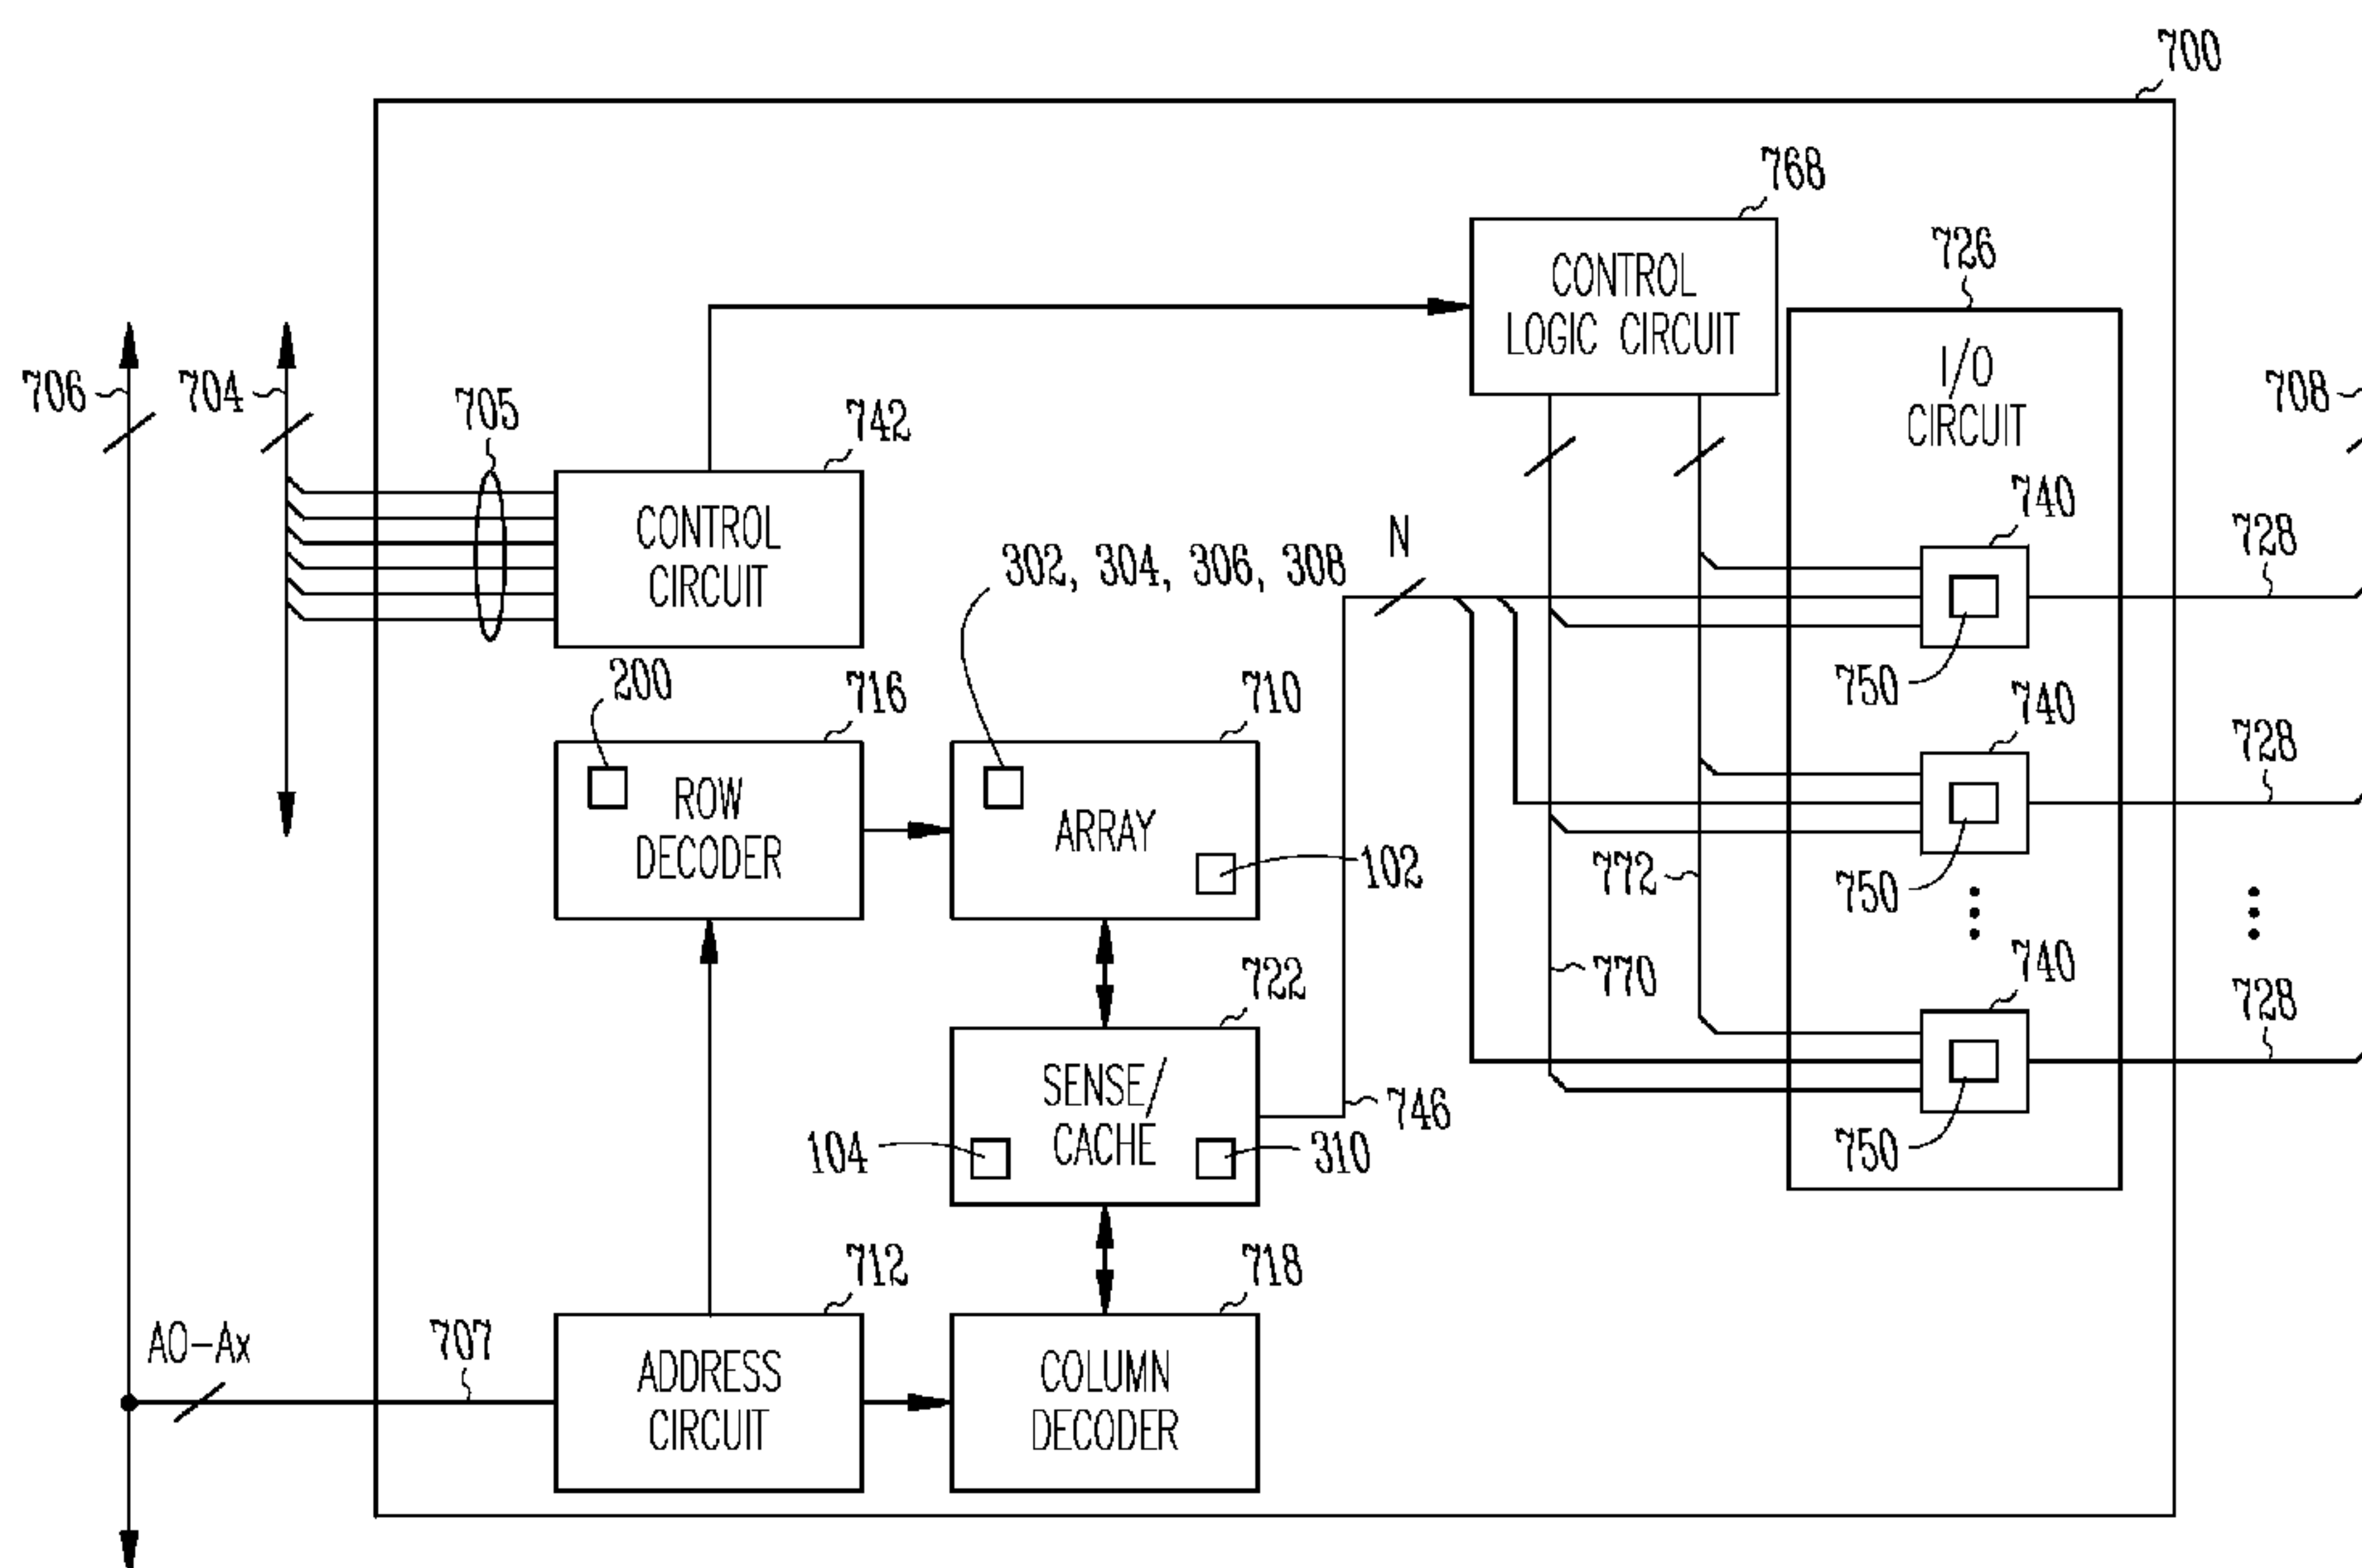 700
768
CONTROL
LOGIC CIRCUIT
726
I/O
CIRCUIT
706
704
705
742
CONTROL
CIRCUIT
708
740
728
N
302, 304, 306, 308
750
200
716
ROW
DECODER
710
ARRAY
102
740
728
750
772
770
722
SENSE/
CACHE
104
310
746
740
728
750
712
ADDRESS
CIRCUIT
718
COLUMN
DECODER
A0-Ax
707